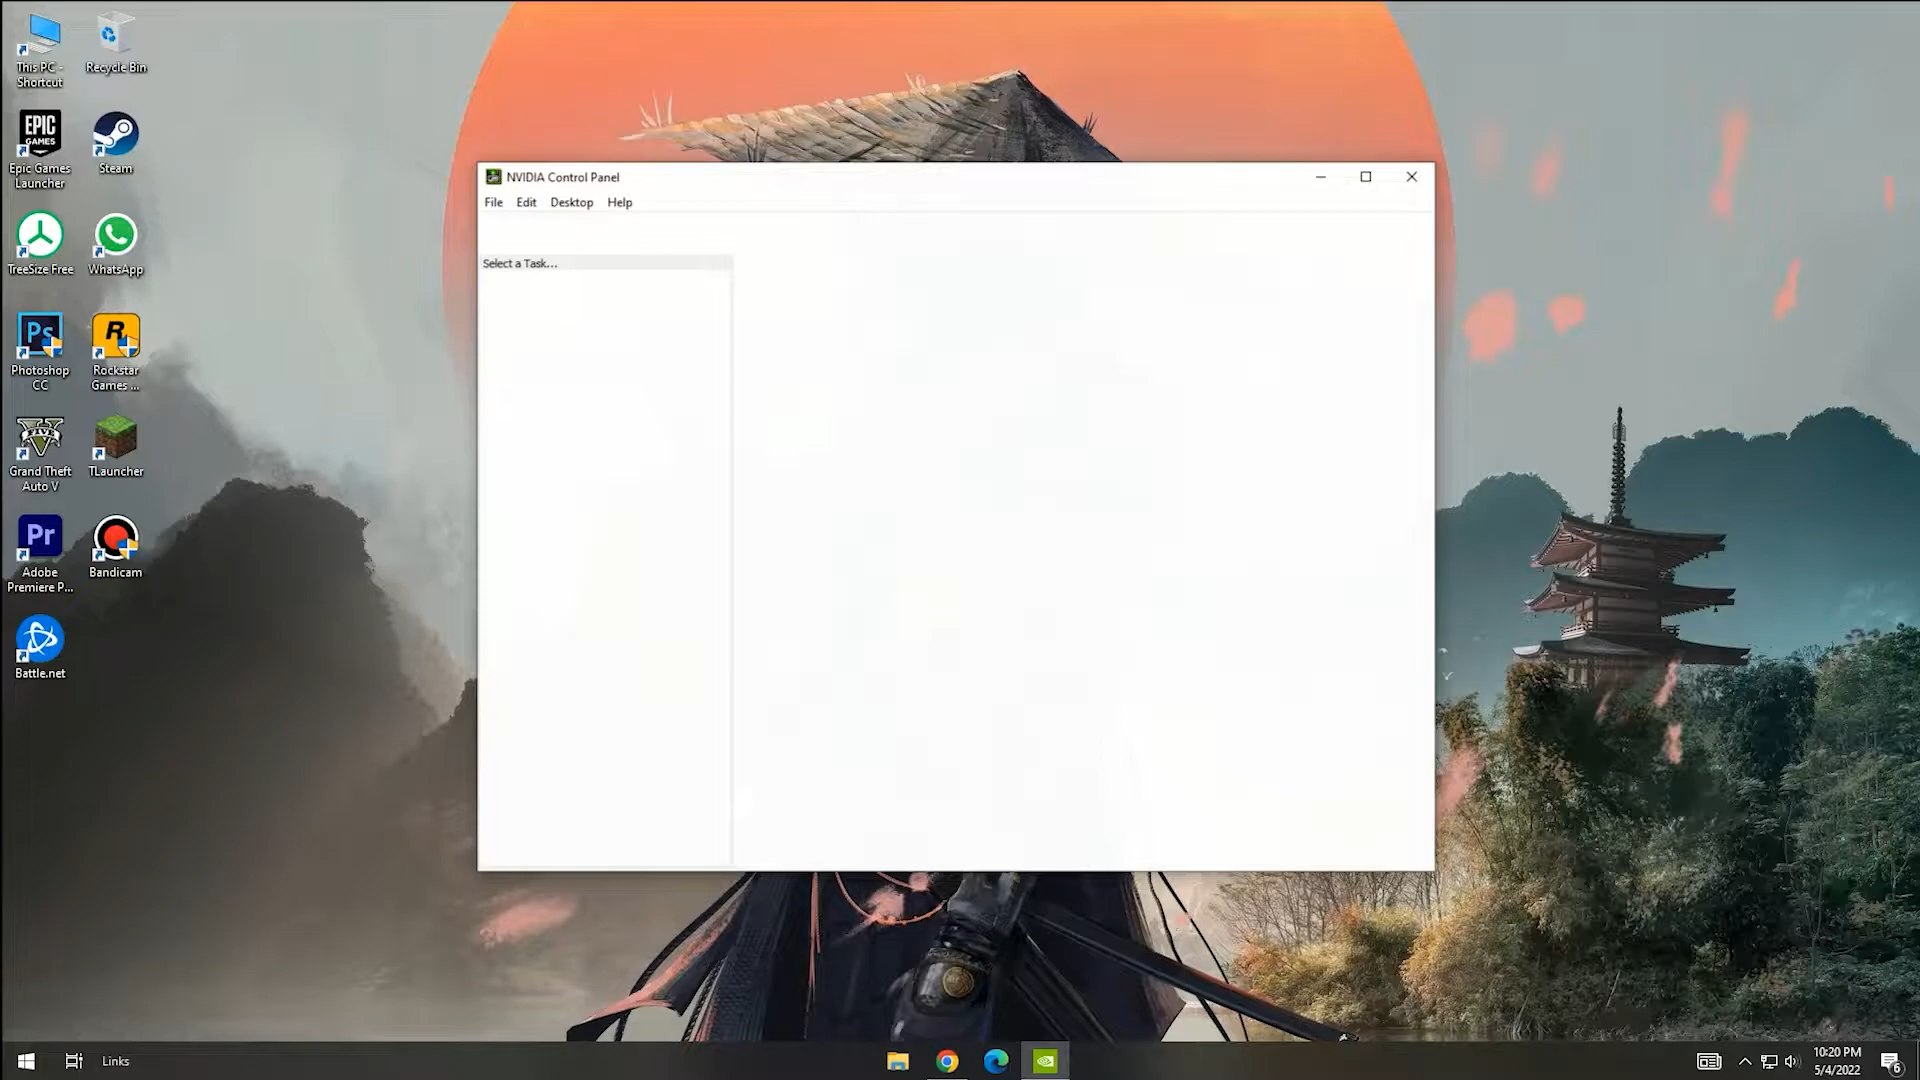 This PC -
Shortcut
Recycle Bin
EPIC
GAMES
Epic Games
Launcher
Steam
TreeSize Free
WhatsApp
Ps
Photoshop
CC
R
Rockstar
Games ...
FIVE
Grand Theft
Auto V
TLauncher
Pr
Adobe
Premiere P...
Bandicam
Battle.net
NVIDIA Control Panel
File Edit Desktop Help
Select a Task...
Links
10:20 PM
5/4/2022
6